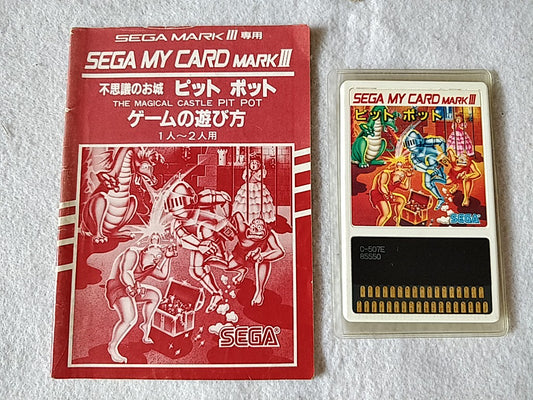 SEGA MARK III 専用
SEGA MY CARD MARK III
不思議のお城 ピット ポット
THE MAGICAL CASTLE PIT POT
ゲームの遊び方
1人〜2人用
SEGA
SEGA MY CARD MARK III
ピット ポット
SEGA
C-507E
85550